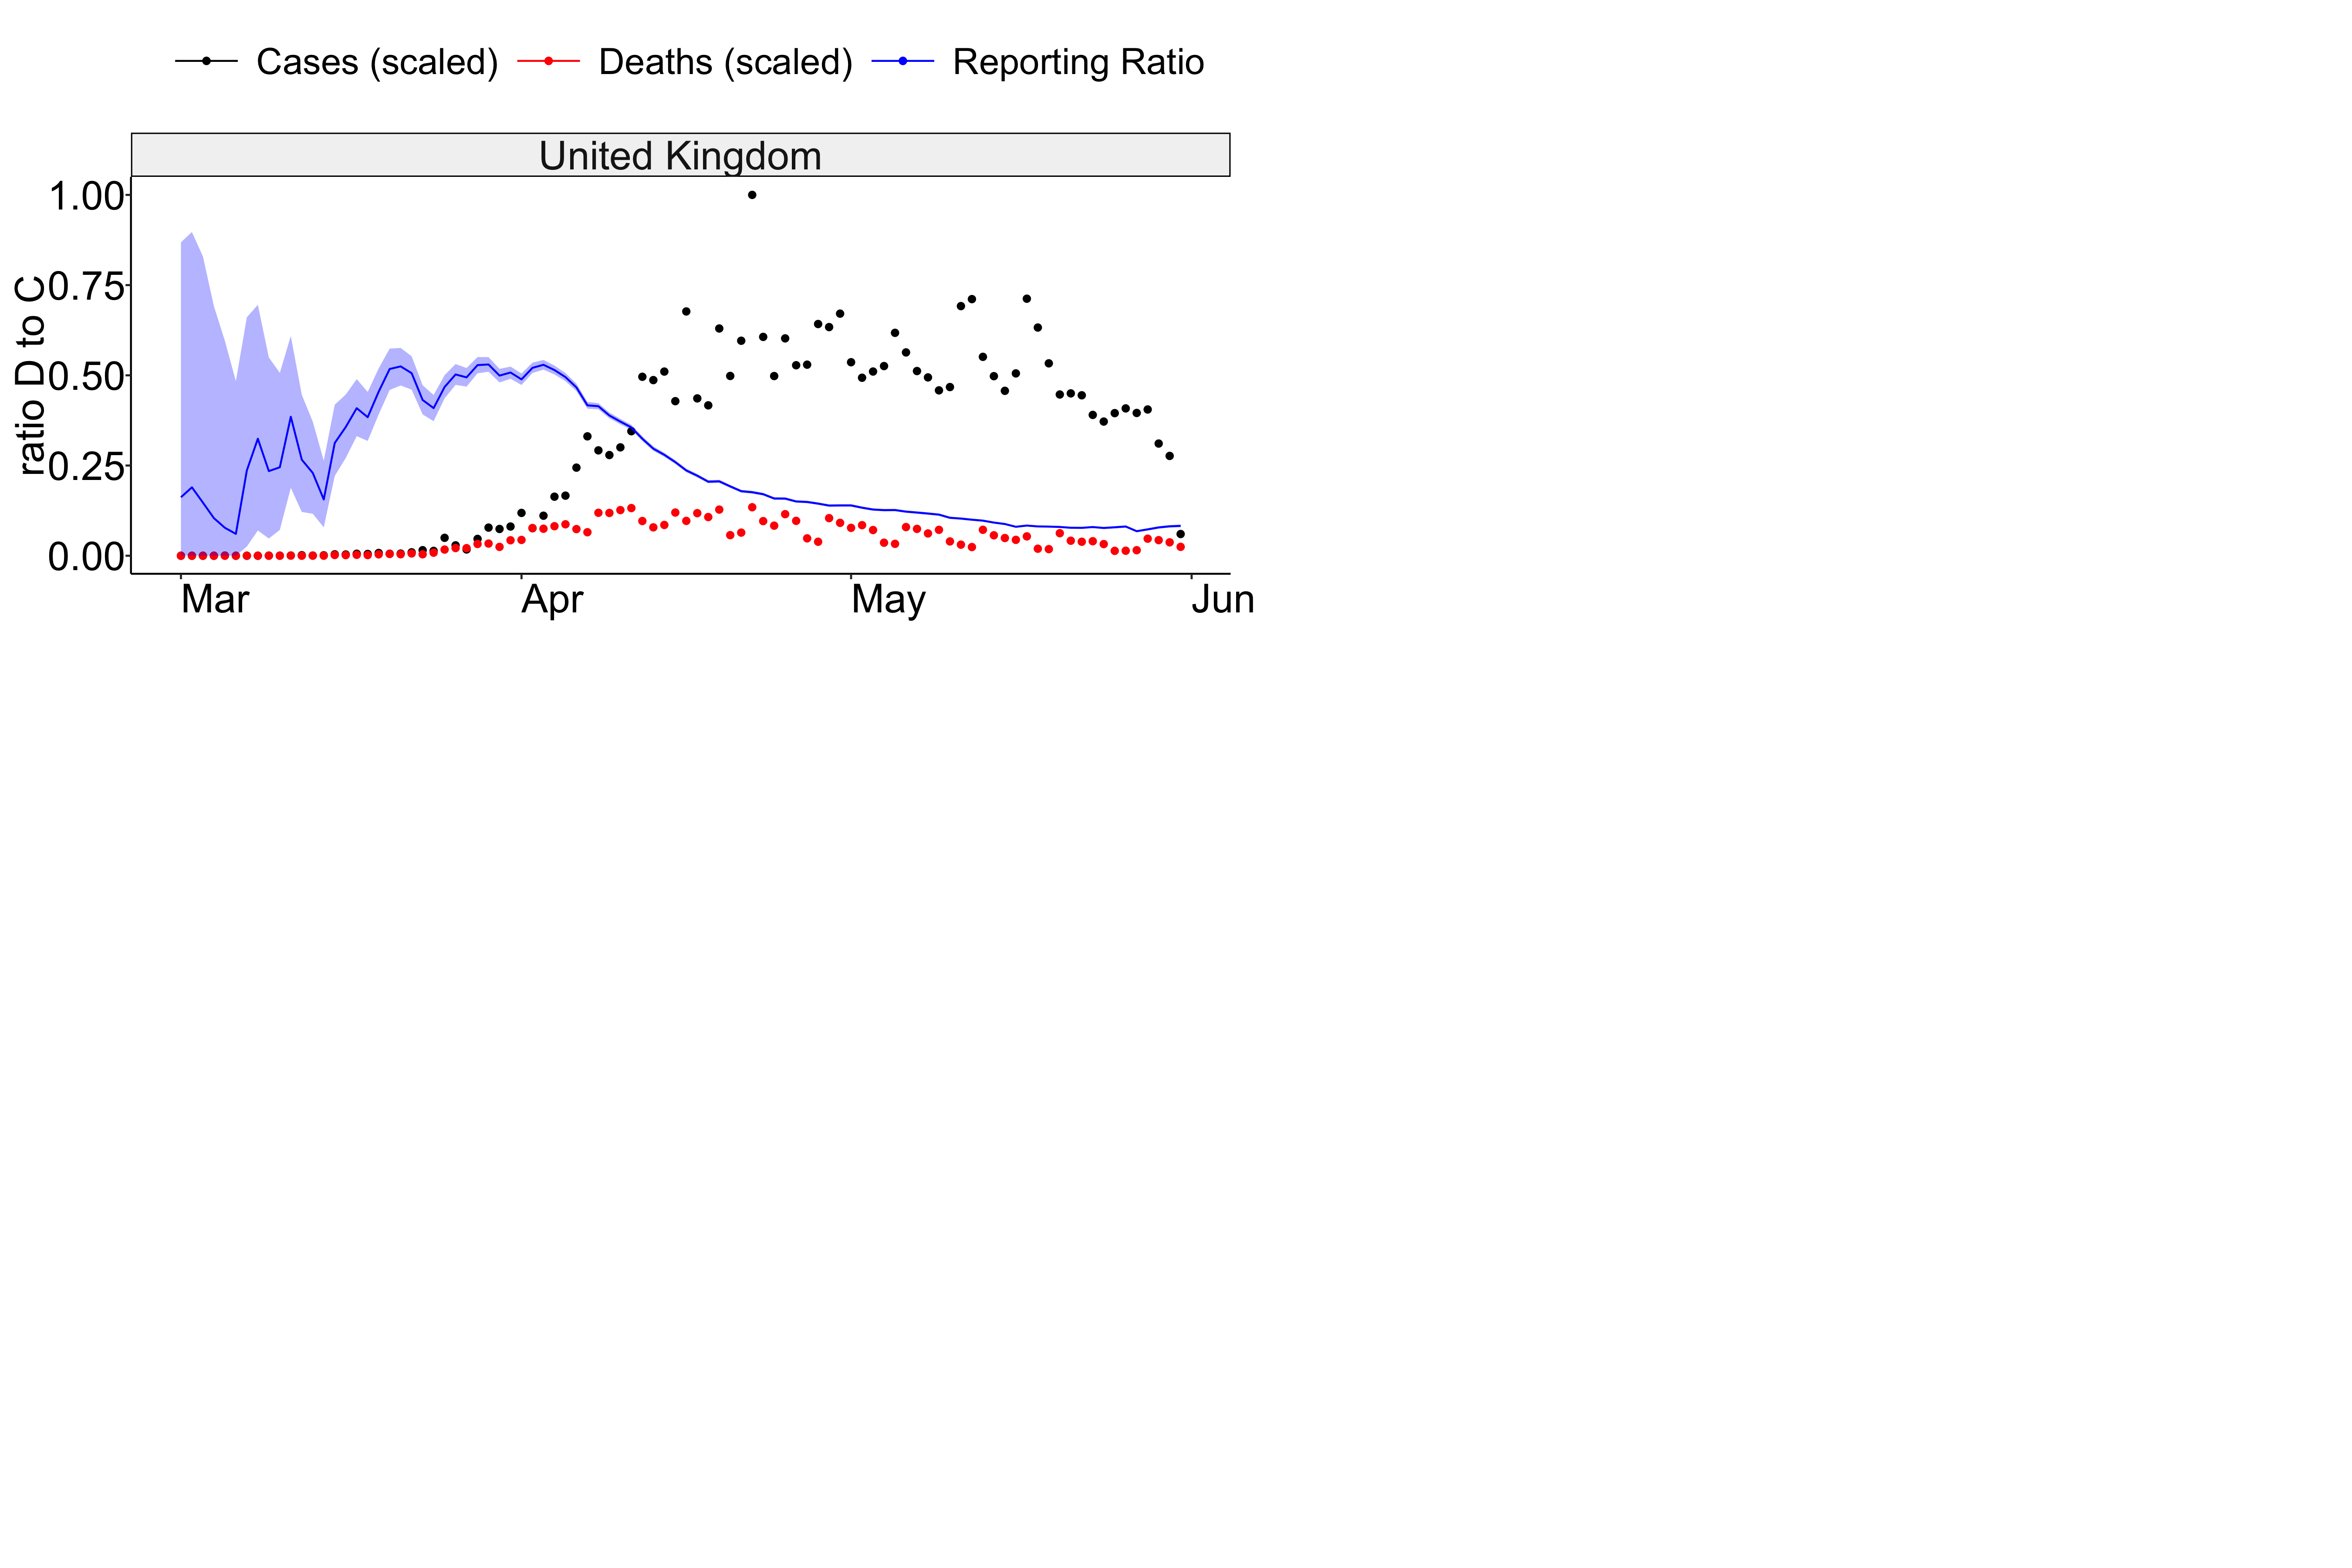 Cases (scaled) Deaths (scaled) Reporting Ratio
United Kingdom
ratio D to C
1.00
0.75
0.50
0.25
0.00
Mar Apr May Jun